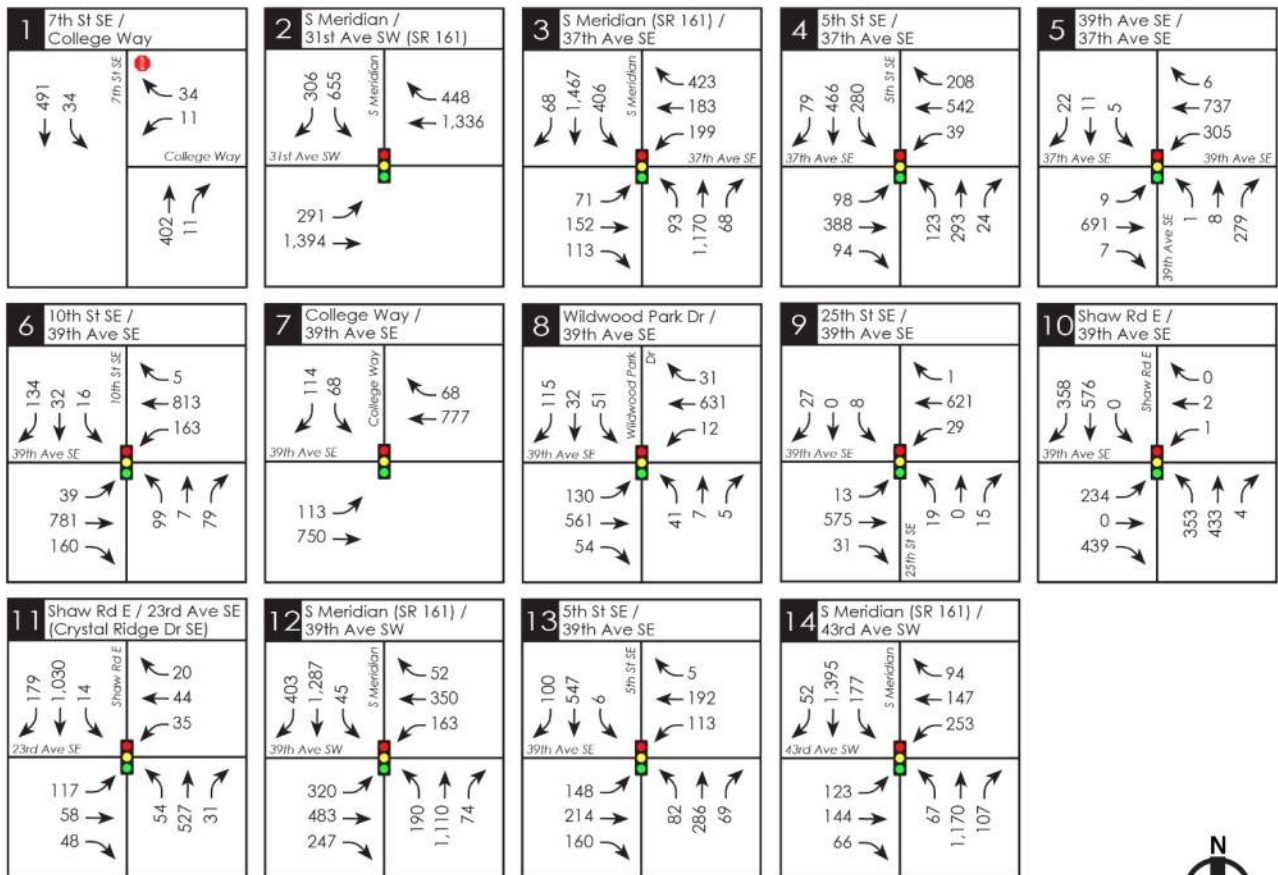 1
7th St SE /
College Way
7th St SE
491
34
34
11
College Way
402
11
2
S Meridian /
31st Ave SW (SR 161)
306
655
S Meridian
448
1,336
31st Ave SW
291
1,394
3
S Meridian (SR 161) /
37th Ave SE
68
1,467
406
S Meridian
423
183
199
37th Ave SE
71
152
113
93
1,170
68
4
5th St SE /
37th Ave SE
79
466
280
5th St SE
208
542
39
37th Ave SE
98
388
94
123
293
24
5
39th Ave SE /
37th Ave SE
22
11
5
6
737
305
37th Ave SE
39th Ave SE
9
691
7
39th Ave SE
1
8
279
6
10th St SE /
39th Ave SE
134
32
16
10th St SE
5
813
163
39th Ave SE
39
781
160
99
7
79
7
College Way /
39th Ave SE
114
68
College Way
68
777
39th Ave SE
113
750
8
Wildwood Park Dr /
39th Ave SE
115
32
51
Wildwood Park
Dr
31
631
12
39th Ave SE
130
561
54
41
7
5
9
25th St SE /
39th Ave SE
27
0
8
1
621
29
39th Ave SE
13
575
31
25th St SE
19
0
15
10
Shaw Rd E /
39th Ave SE
358
576
0
Shaw Rd E
0
2
1
39th Ave SE
234
0
439
353
433
4
11
Shaw Rd E / 23rd Ave SE
(Crystal Ridge Dr SE)
179
1,030
14
Shaw Rd E
20
44
35
23rd Ave SE
117
58
48
54
527
31
12
S Meridian (SR 161) /
39th Ave SW
403
1,287
45
S Meridian
52
350
163
39th Ave SW
320
483
247
190
1,110
74
13
5th St SE /
39th Ave SE
100
547
6
5th St SE
5
192
113
39th Ave SE
148
214
160
82
286
69
14
S Meridian (SR 161) /
43rd Ave SW
52
1,395
177
S Meridian
94
147
253
43rd Ave SW
123
144
66
67
1,170
107
N